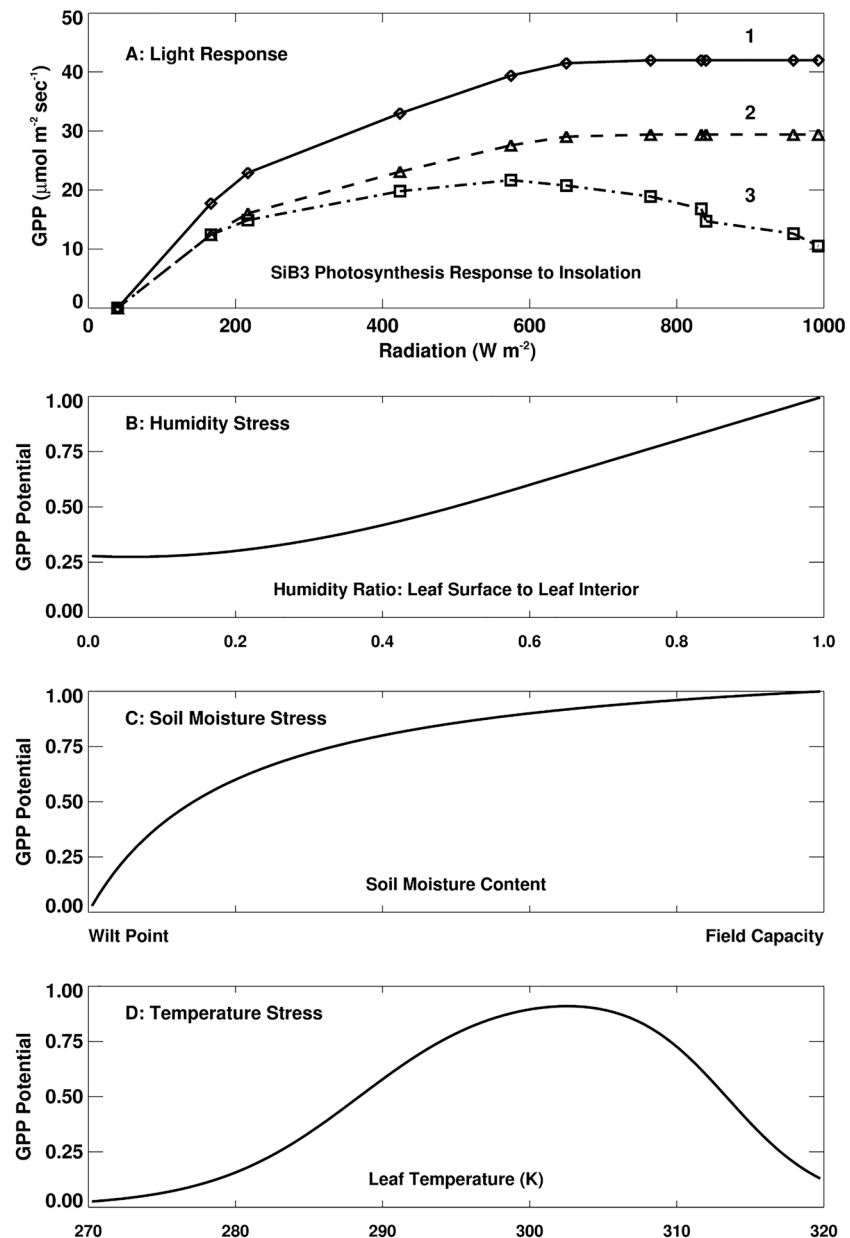 50
1
A: Light Response
40
2
30
20
3
10
SiB3 Photosynthesis Response to Insolation
0
GPP (μmol m-2 sec-1)
0 200 400 600 800 1000
Radiation (W m-2)
1.00
B: Humidity Stress
0.75
0.50
0.25
Humidity Ratio: Leaf Surface to Leaf Interior
0.00
GPP Potential
0.0 0.2 0.4 0.6 0.8 1.0
1.00
C: Soil Moisture Stress
0.75
0.50
0.25
Soil Moisture Content
0.00
GPP Potential
Wilt Point Field Capacity
1.00
D: Temperature Stress
0.75
0.50
0.25
Leaf Temperature (K)
0.00
GPP Potential
270 280 290 300 310 320